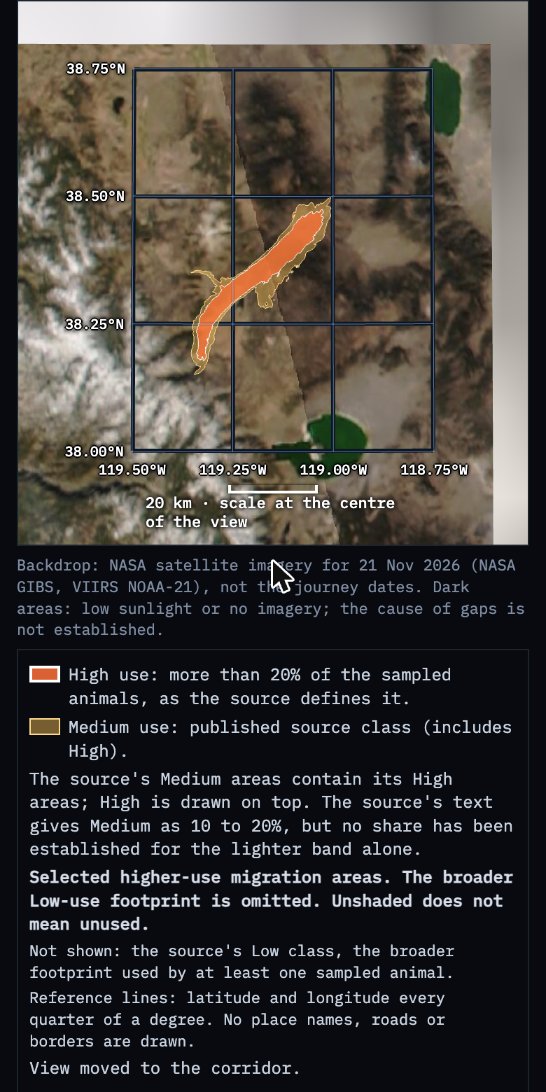 38.75°N
38.50°N
38.25°N
38.00°N
119.50°W 119.25°W 119.00°W 118.75°W
20 km · scale at the centre
of the view
Backdrop: NASA satellite imagery for 21 Nov 2026 (NASA
GIBS, VIIRS NOAA-21), not the journey dates. Dark
areas: low sunlight or no imagery; the cause of gaps is
not established.
High use: more than 20% of the sampled
animals, as the source defines it.
Medium use: published source class (includes
High).
The source's Medium areas contain its High
areas; High is drawn on top. The source's text
gives Medium as 10 to 20%, but no share has been
established for the lighter band alone.
Selected higher-use migration areas. The broader
Low-use footprint is omitted. Unshaded does not
mean unused.
Not shown: the source's Low class, the broader
footprint used by at least one sampled animal.
Reference lines: latitude and longitude every
quarter of a degree. No place names, roads or
borders are drawn.
View moved to the corridor.